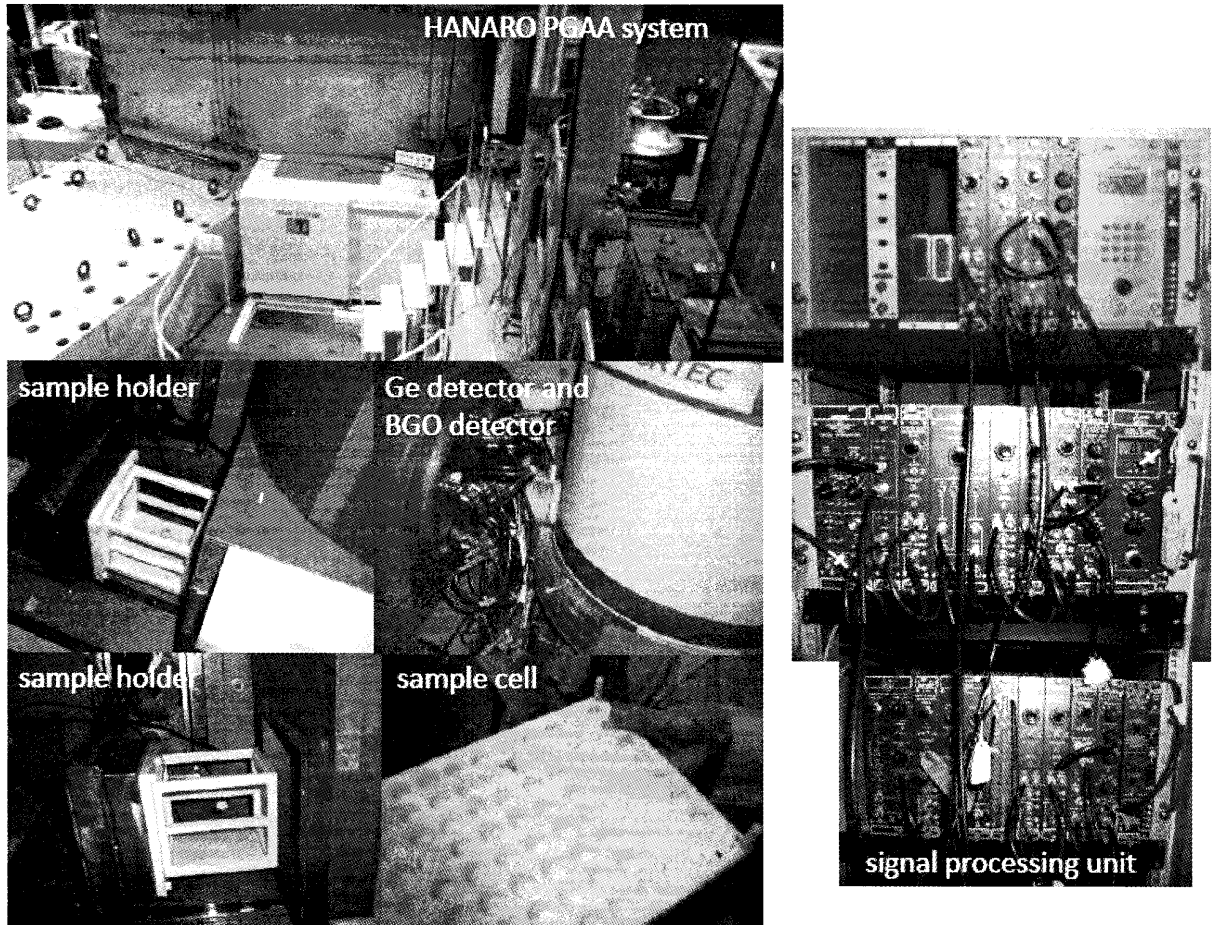 HANARO PGAA system
sample holder
Ge detector and
BGO detector
sample holder
sample cell
signal processing unit